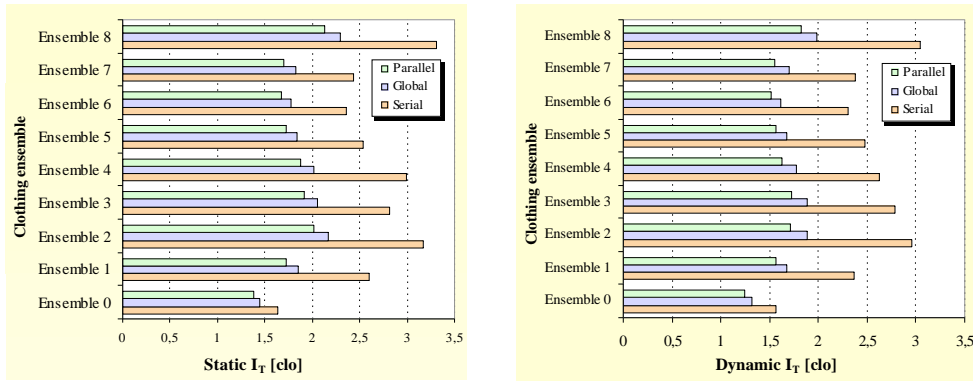 Clothing ensemble
Ensemble 8
Ensemble 7
Ensemble 6
Ensemble 5
Ensemble 4
Ensemble 3
Ensemble 2
Ensemble 1
Ensemble 0
0 0,5 1 1,5 2 2,5 3 3,5
Static I_T [clo]
Parallel
Global
Serial
Clothing ensemble
Ensemble 8
Ensemble 7
Ensemble 6
Ensemble 5
Ensemble 4
Ensemble 3
Ensemble 2
Ensemble 1
Ensemble 0
0 0,5 1 1,5 2 2,5 3 3,5
Dynamic I_T [clo]
Parallel
Global
Serial